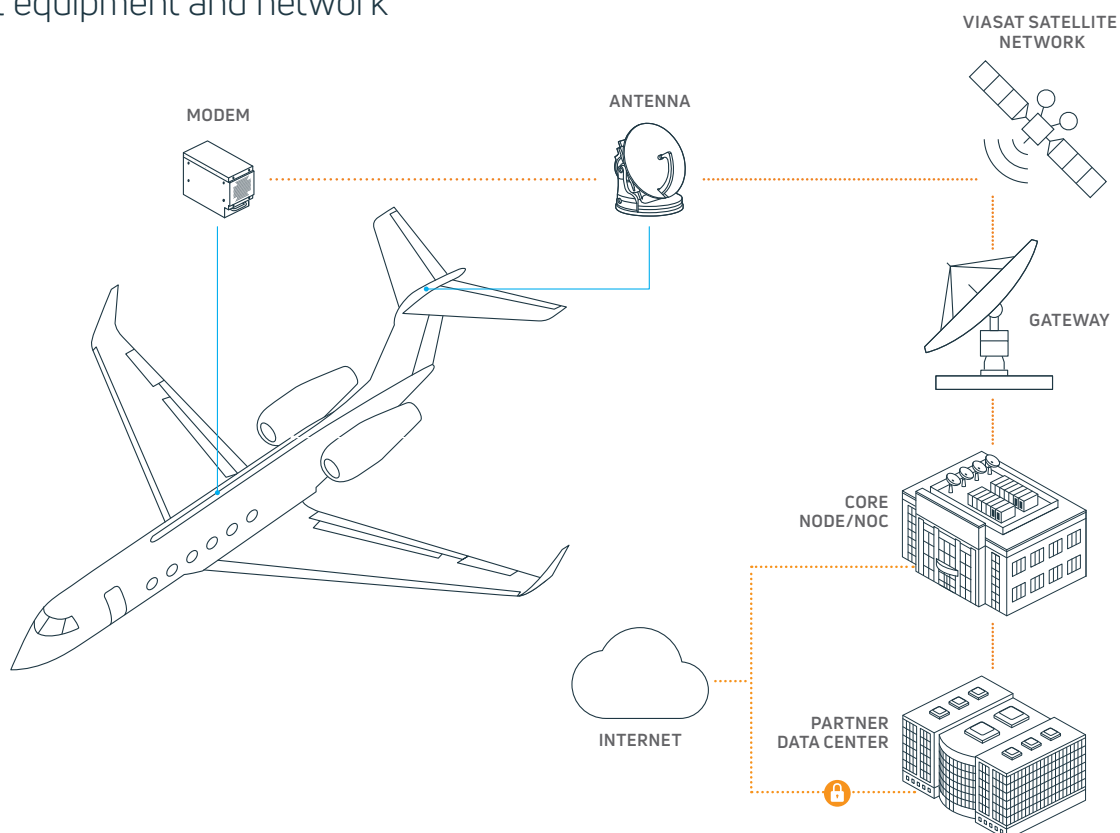 equipment and network
VIASAT SATELLITE
NETWORK
MODEM
ANTENNA
GATEWAY
CORE
NODE/NOC
INTERNET
PARTNER
DATA CENTER